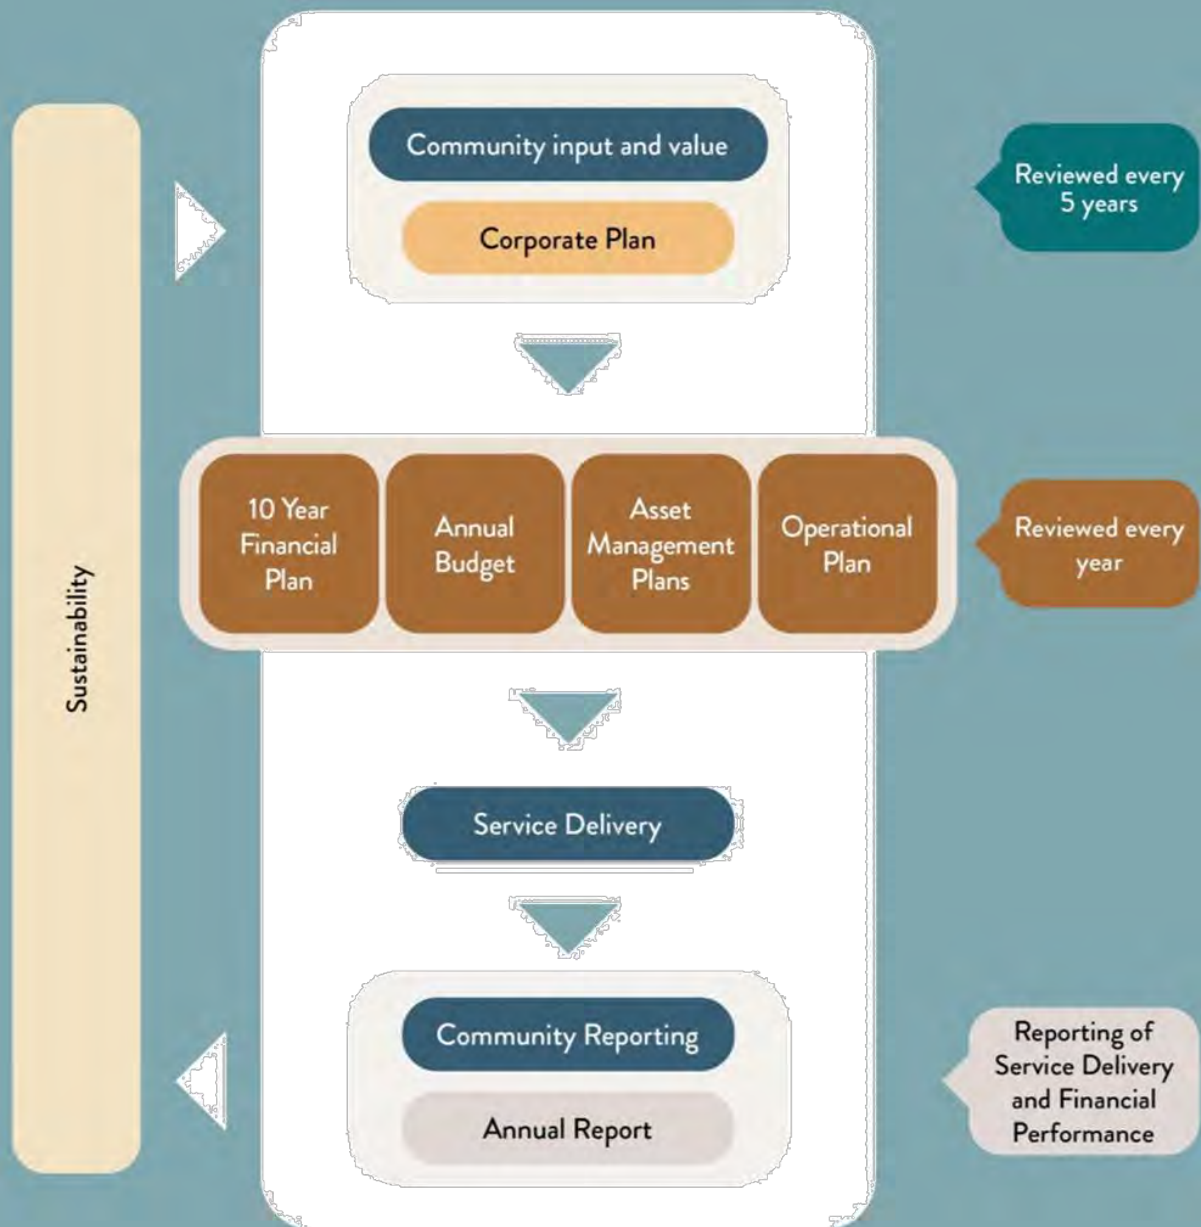 Community input and value
Corporate Plan
Reviewed every
5 years
Sustainability
10 Year
Financial
Plan
Annual
Budget
Asset
Management
Plans
Operational
Plan
Reviewed every
year
Service Delivery
Community Reporting
Annual Report
Reporting of
Service Delivery
and Financial
Performance